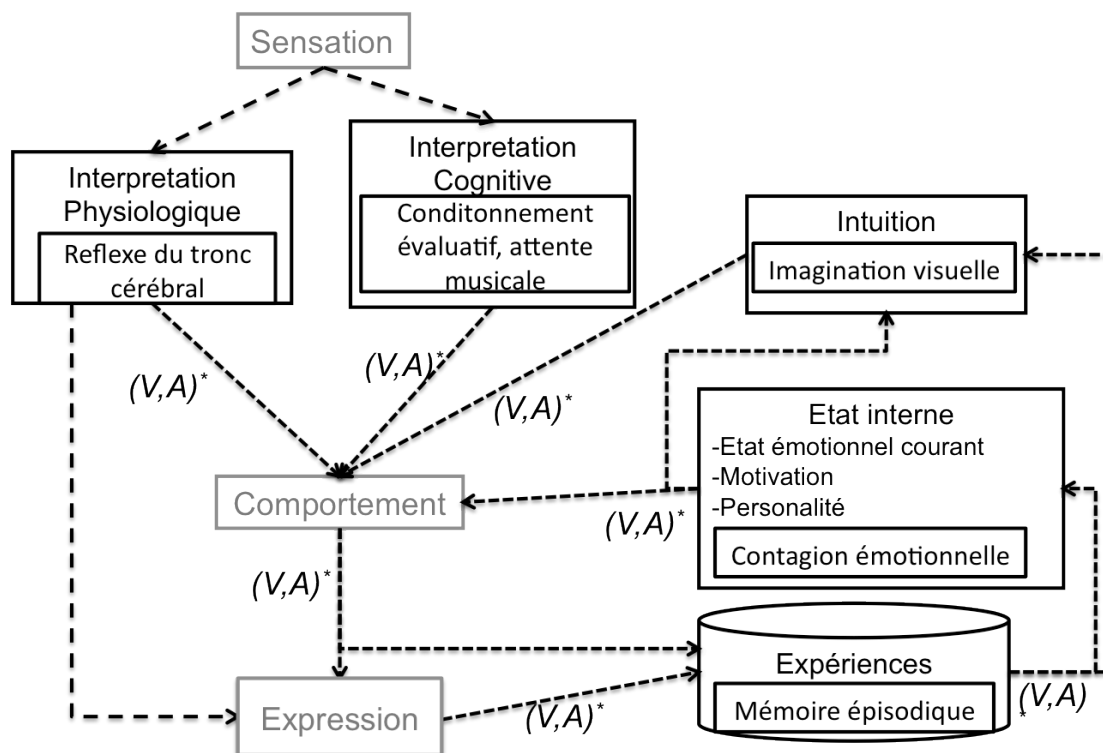 Sensation
Interpretation
Physiologique
Reflexe du tronc
cérébral
Interpretation
Cognitive
Conditonnement
évaluatif, attente
musicale
Intuition
Imagination visuelle
(V,A)*
(V,A)*
(V,A)*
Etat interne
-Etat émotionnel courant
-Motivation
-Personalité
Contagion émotionnelle
Comportement
(V,A)*
(V,A)*
Expériences
Mémoire épisodique
(V,A)
*
Expression
(V,A)*